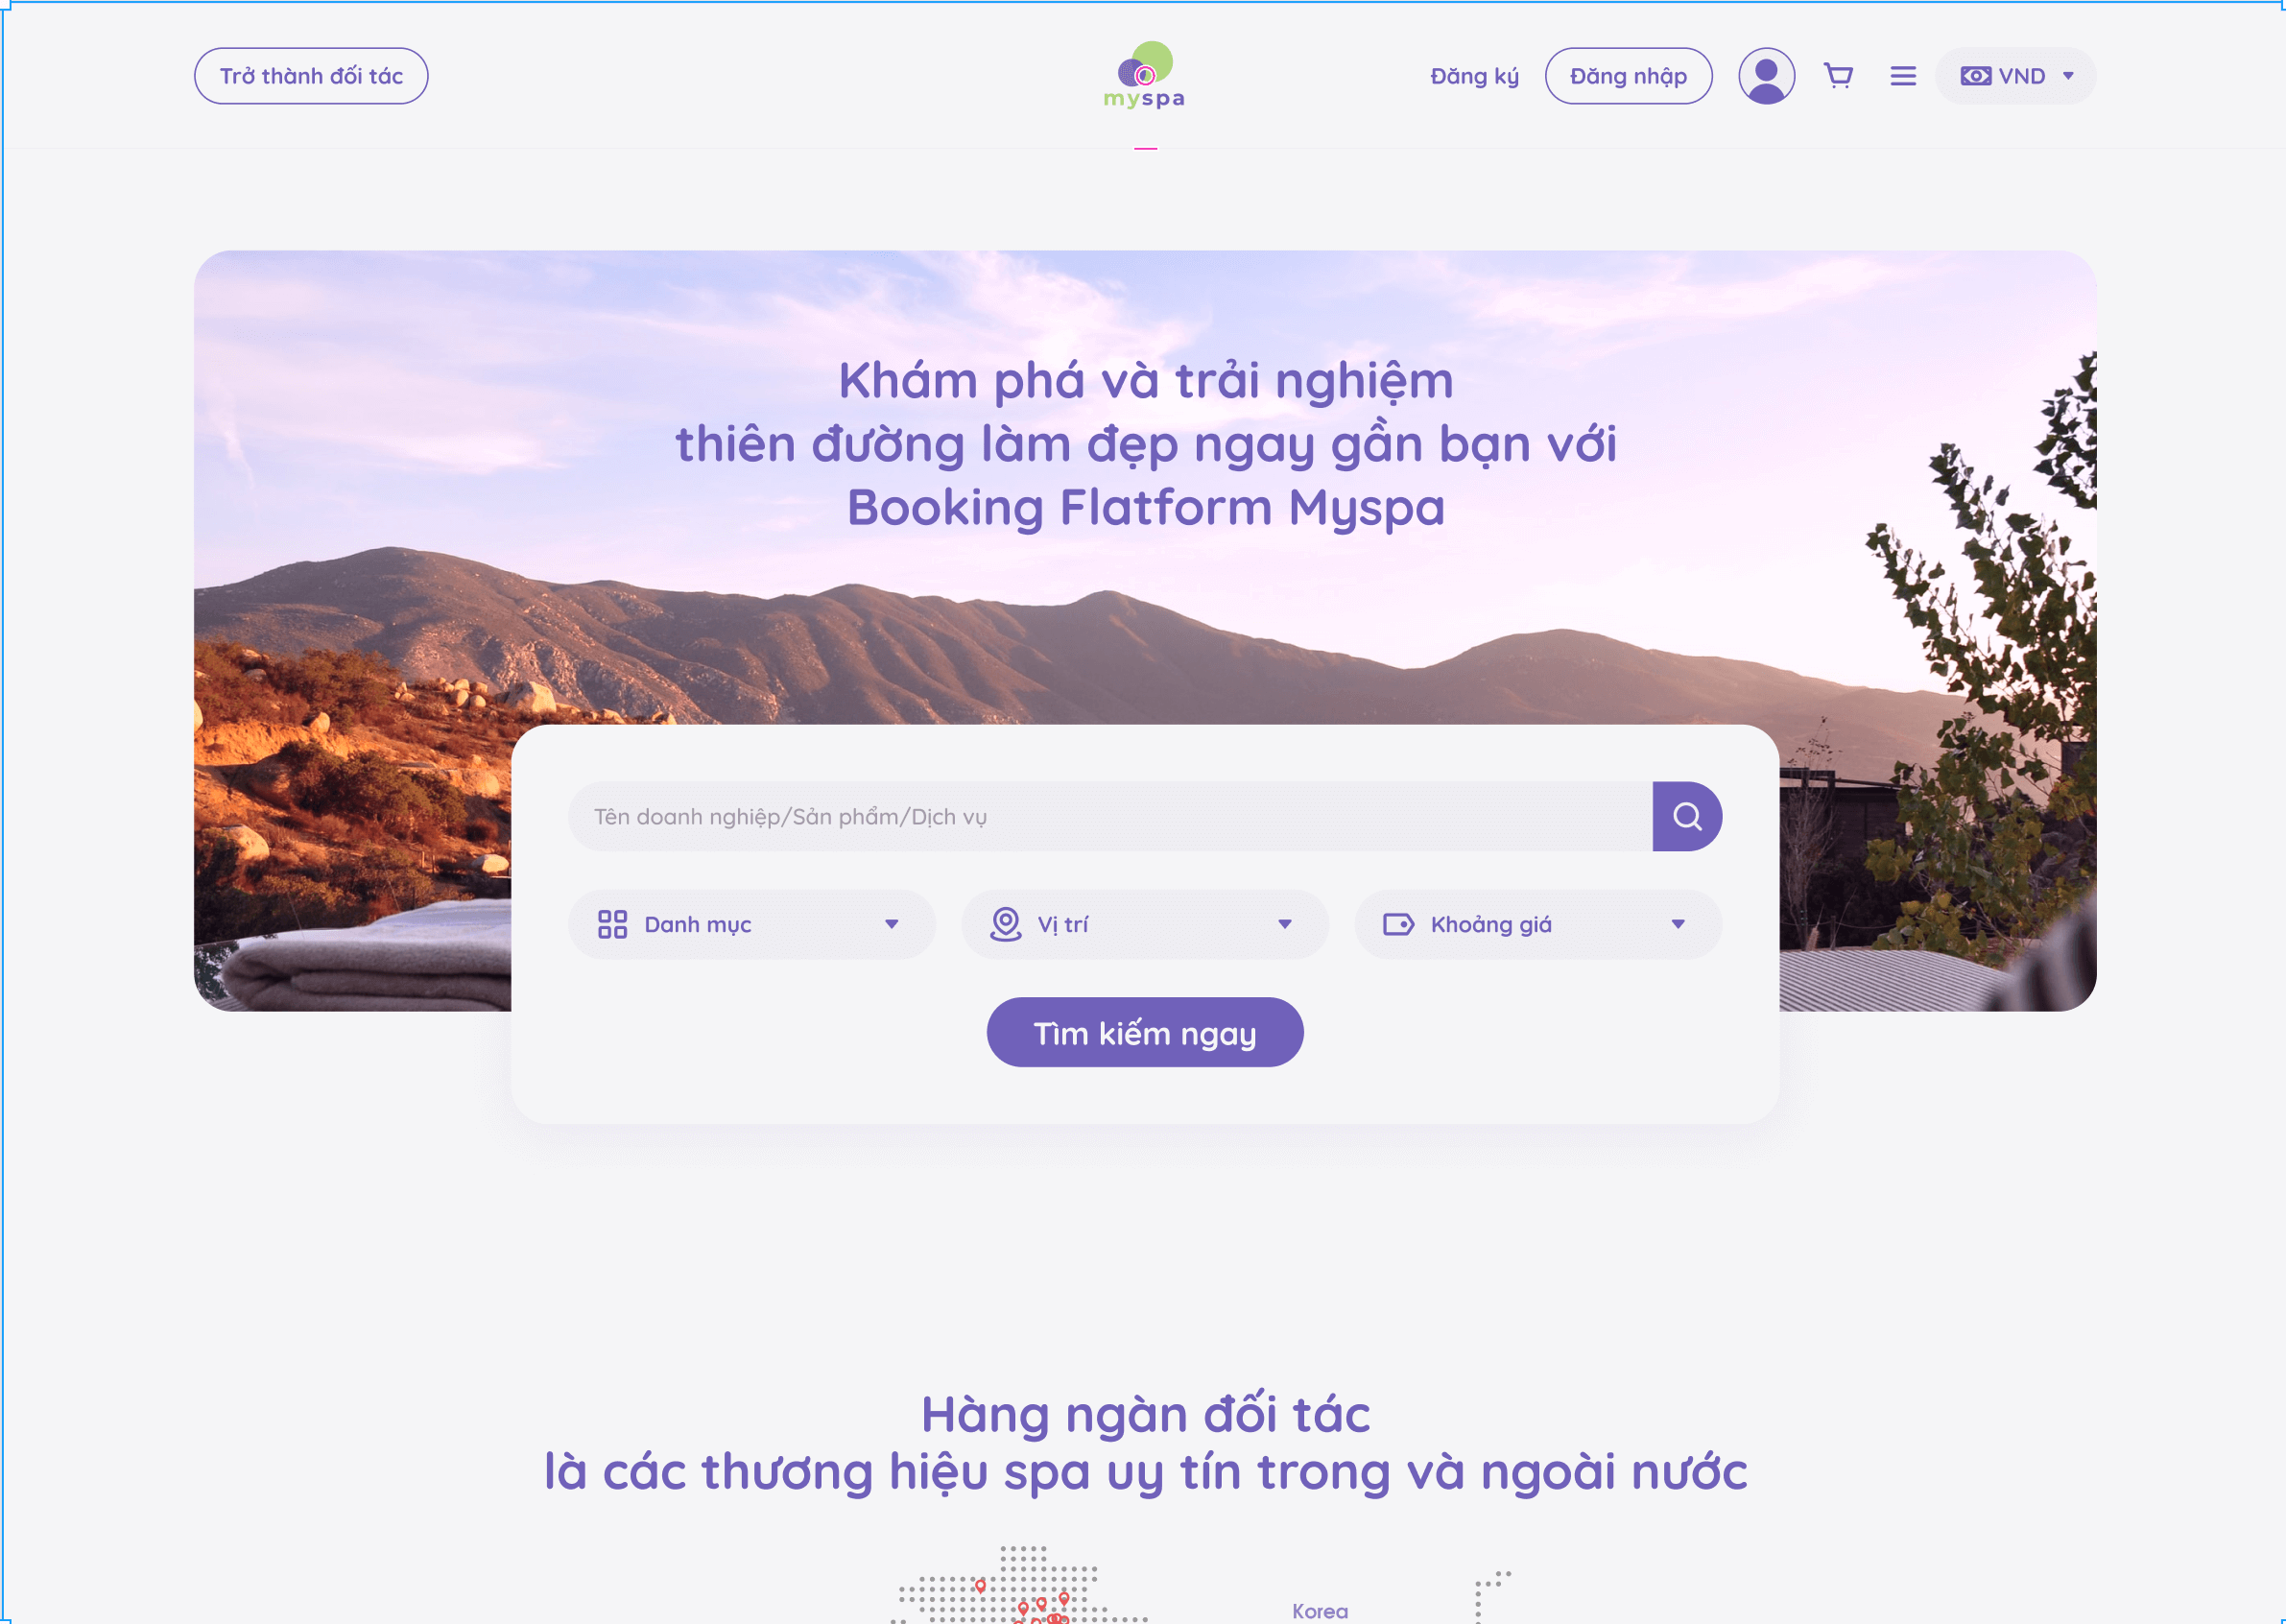 Trở thành đối tác
myspa
Đăng ký
Đăng nhập
VND
Khám phá và trải nghiệm
thiên đường làm đẹp ngay gần bạn với
Booking Flatform Myspa
Tên doanh nghiệp/Sản phẩm/Dịch vụ
Danh mục
Vị trí
Khoảng giá
Tìm kiếm ngay
Hàng ngàn đối tác
là các thương hiệu spa uy tín trong và ngoài nước
Korea